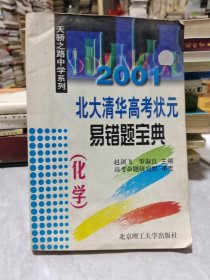 天骄之路中学系列
2001
北大清华高考状元
易错题宝典
（化学）
赵剑飞 罗淑良 主编
高考命题研究组 审定
北京理工大学出版社